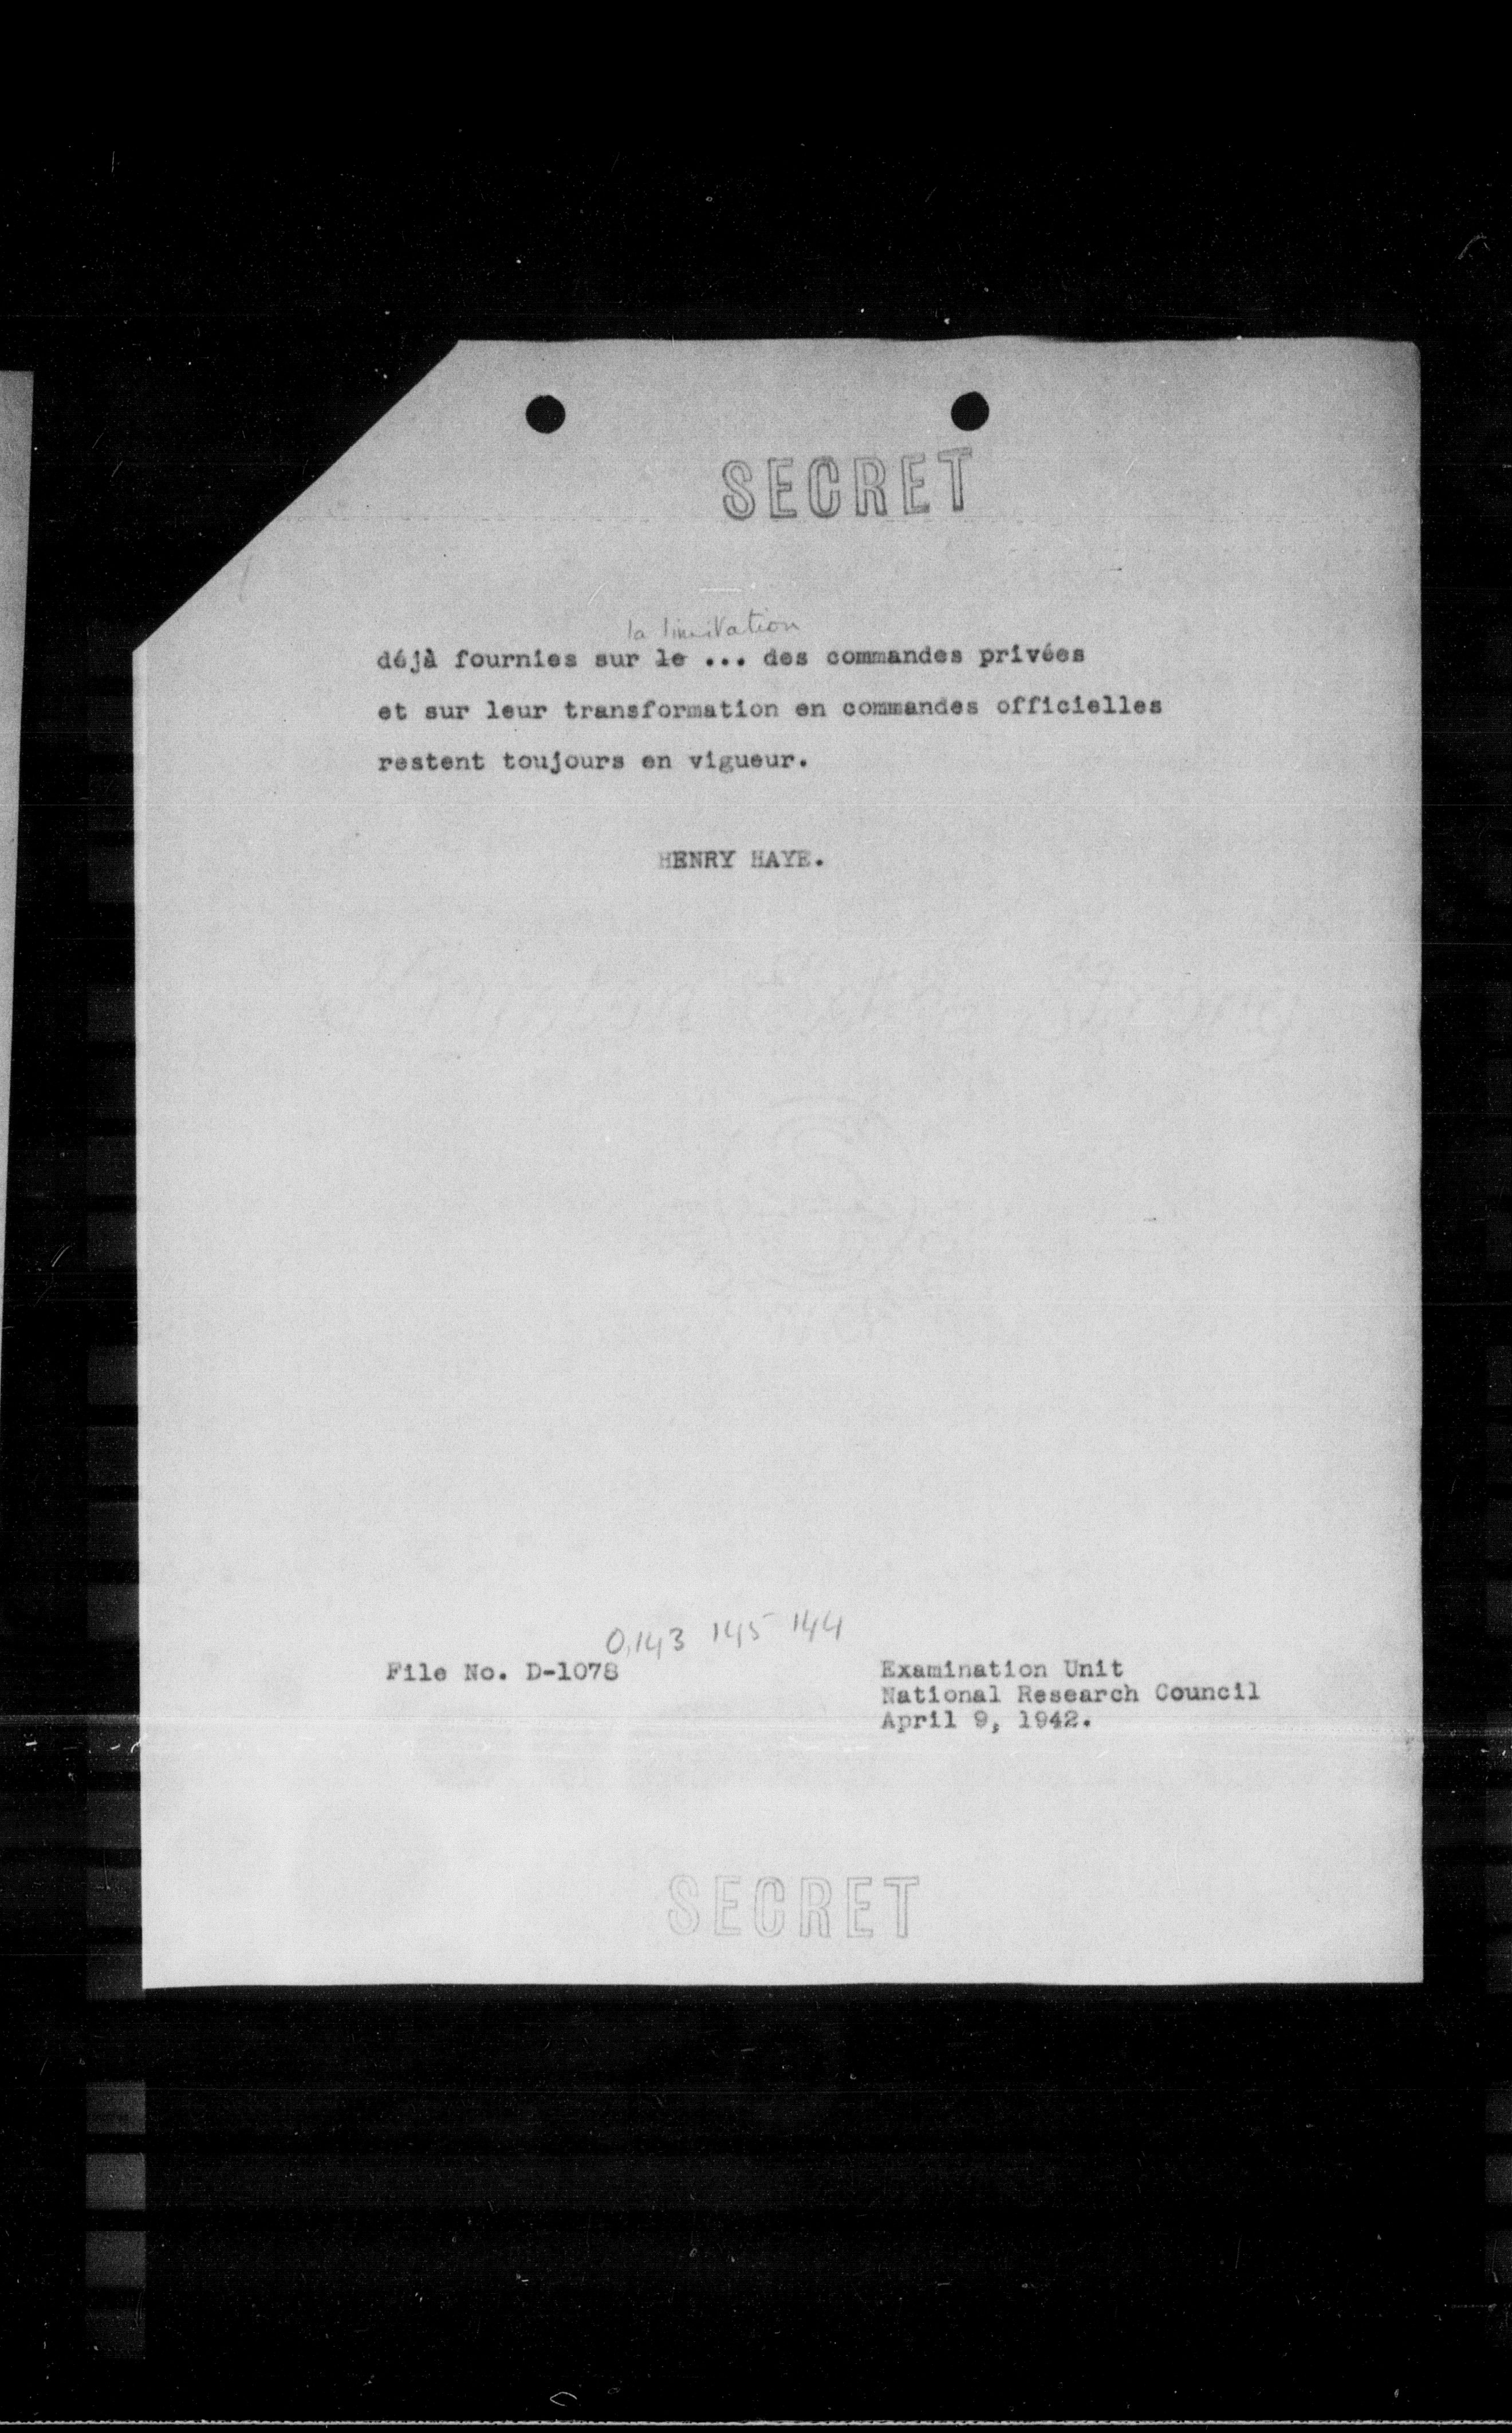 SECRET
la limitation
déjà fournies sur le ... des commandes privées
et sur leur transformation en commandes officielles
restent toujours en vigueur.
HENRY HAYE.
0,143 145 144
File No. D-1078
Examination Unit
National Research Council
April 9, 1942.
SECRET